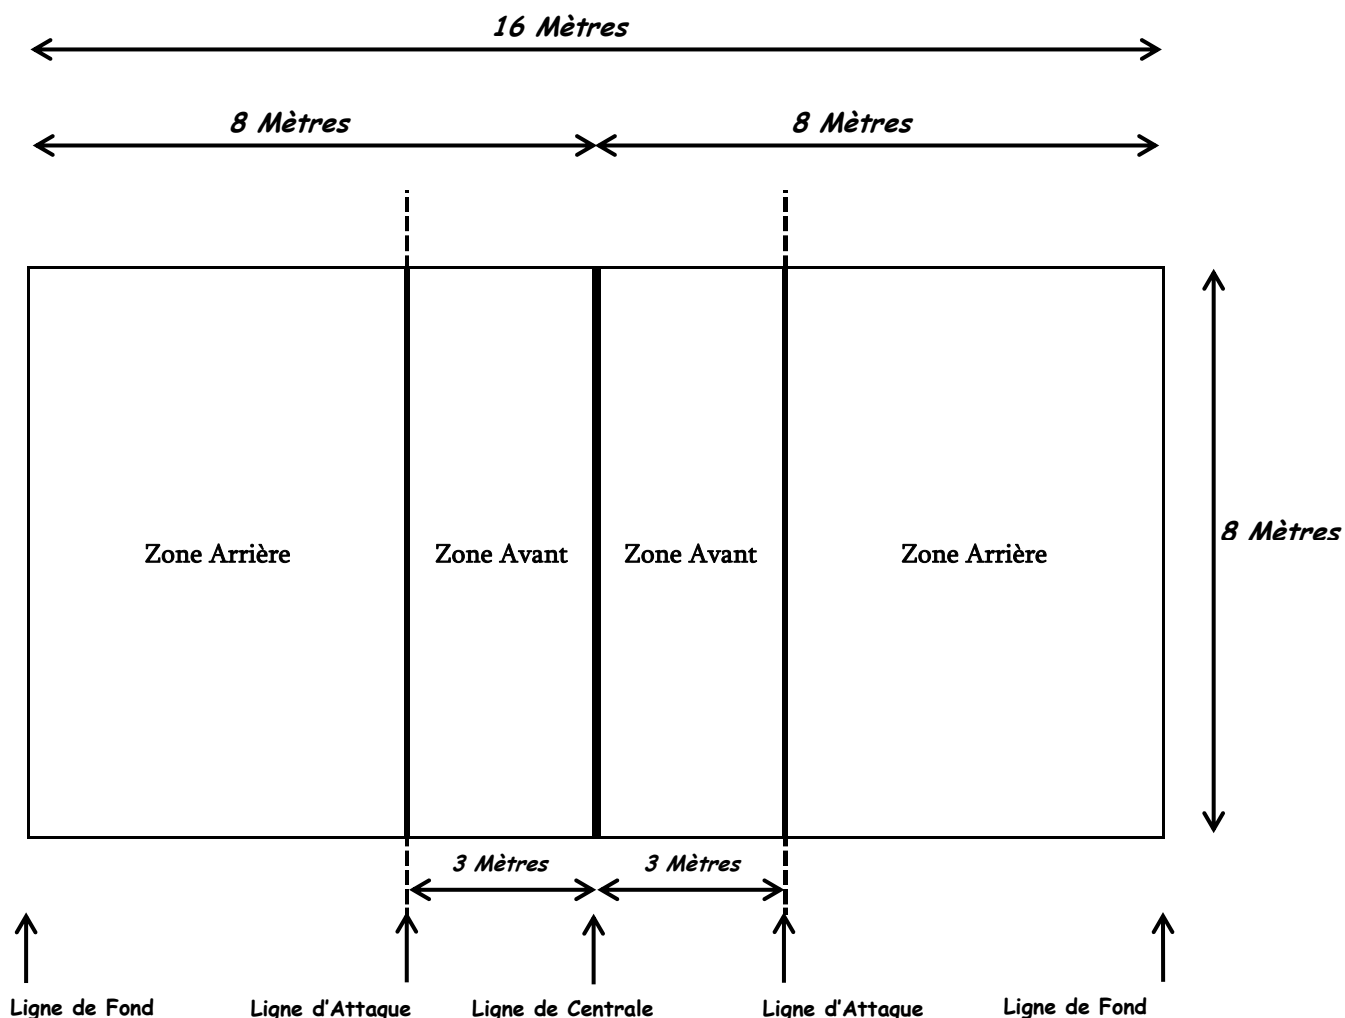 16 Mètres
8 Mètres
8 Mètres
Zone Arrière
Zone Avant
Zone Avant
Zone Arrière
8 Mètres
3 Mètres
3 Mètres
Ligne de Fond
Ligne d'Attaque
Ligne de Centrale
Ligne d'Attaque
Ligne de Fond